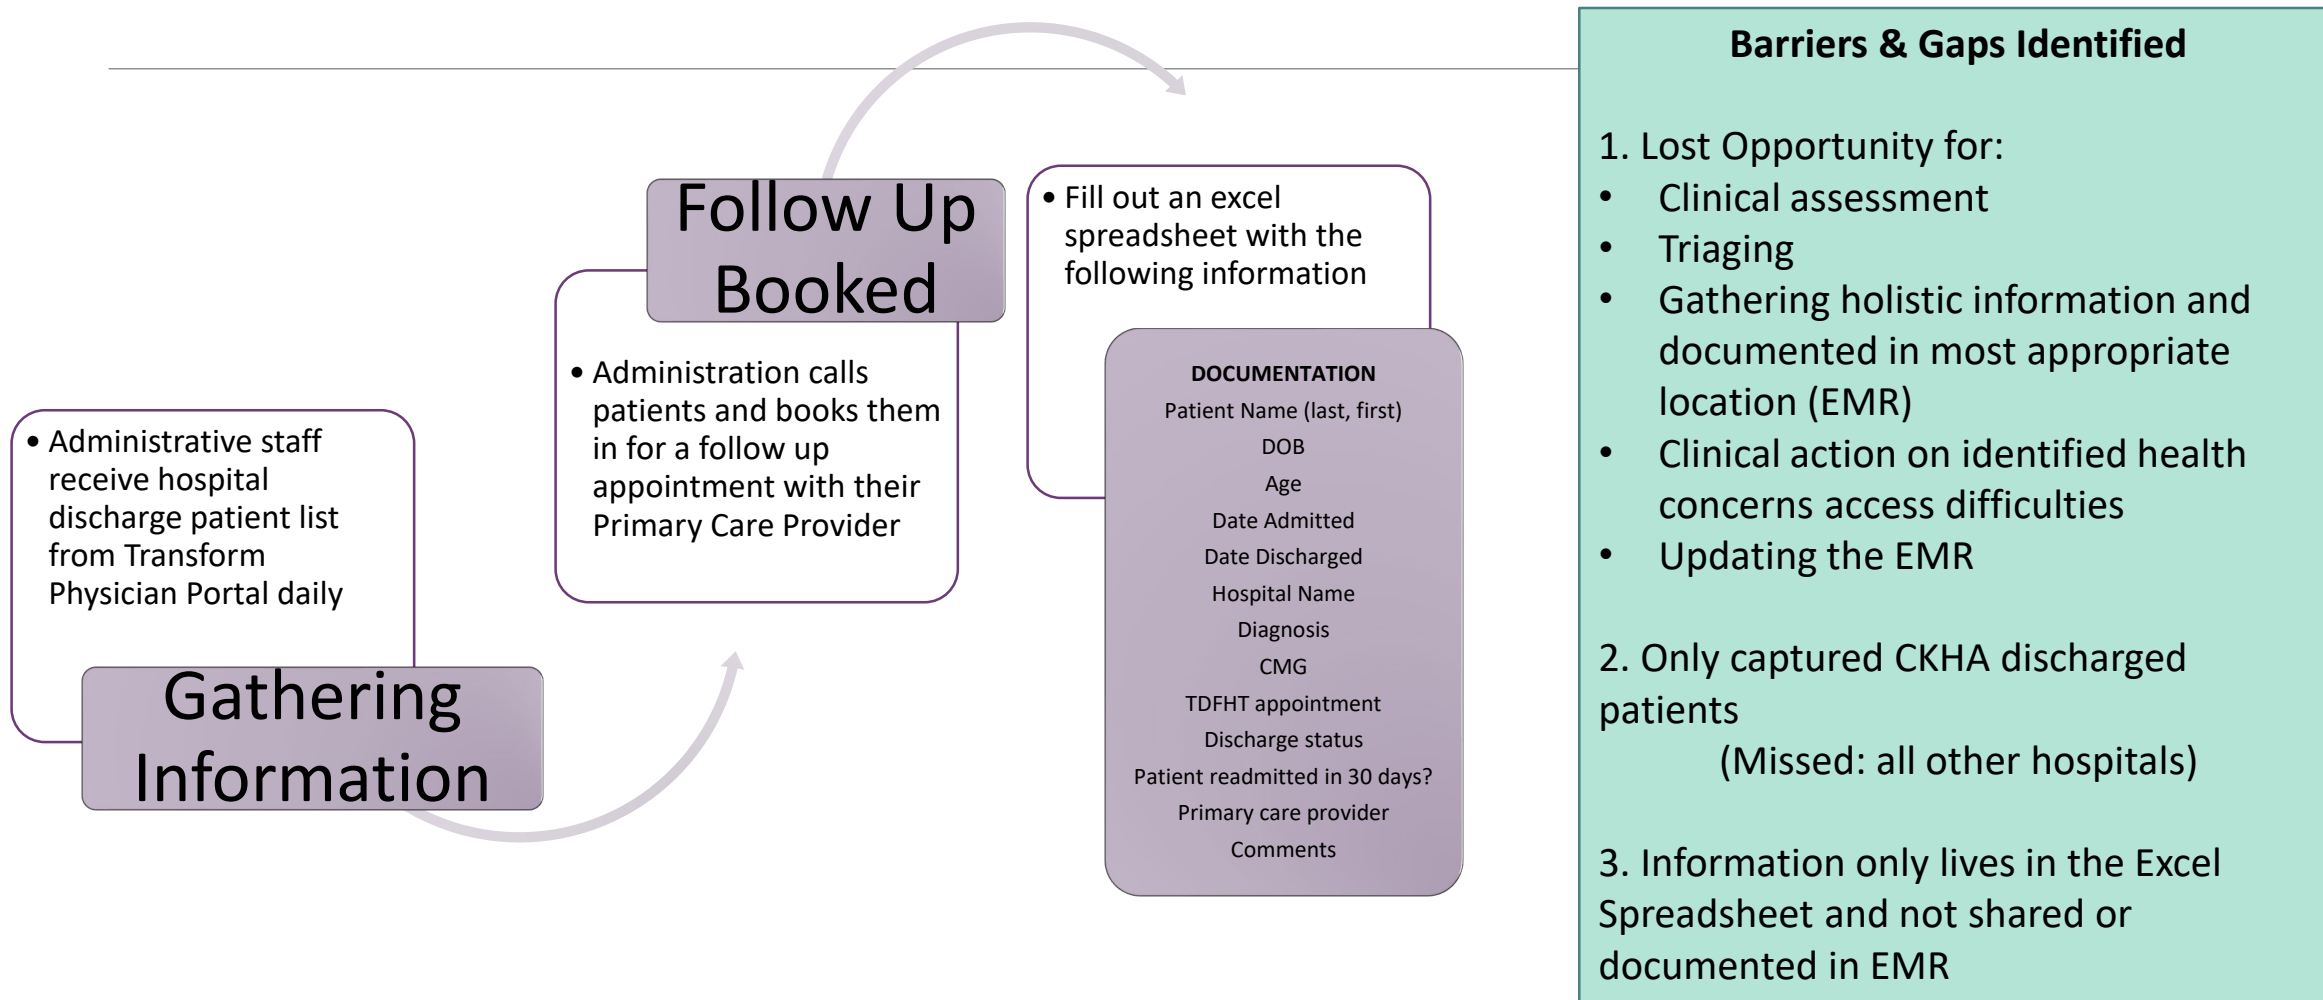 • Administrative staff
receive hospital
discharge patient list
from Transform
Physician Portal daily
Gathering
Information
Follow Up
Booked
• Administration calls
patients and books them
in for a follow up
appointment with their
Primary Care Provider
• Fill out an excel
spreadsheet with the
following information
DOCUMENTATION
Patient Name (last, first)
DOB
Age
Date Admitted
Date Discharged
Hospital Name
Diagnosis
CMG
TDFHT appointment
Discharge status
Patient readmitted in 30 days?
Primary care provider
Comments
Barriers & Gaps Identified
1. Lost Opportunity for:
• Clinical assessment
• Triaging
• Gathering holistic information and
documented in most appropriate
location (EMR)
• Clinical action on identified health
concerns access difficulties
• Updating the EMR
2. Only captured CKHA discharged
patients
(Missed: all other hospitals)
3. Information only lives in the Excel
Spreadsheet and not shared or
documented in EMR